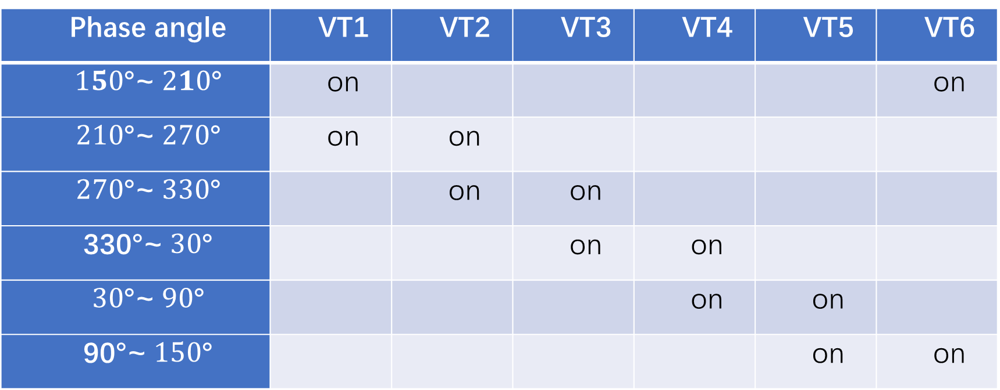 Phase angle VT1 VT2 VT3 VT4 VT5 VT6
150°~ 210° on on
210°~ 270° on on
270°~ 330° on on
330°~ 30° on on
30°~ 90° on on
90°~ 150° on on